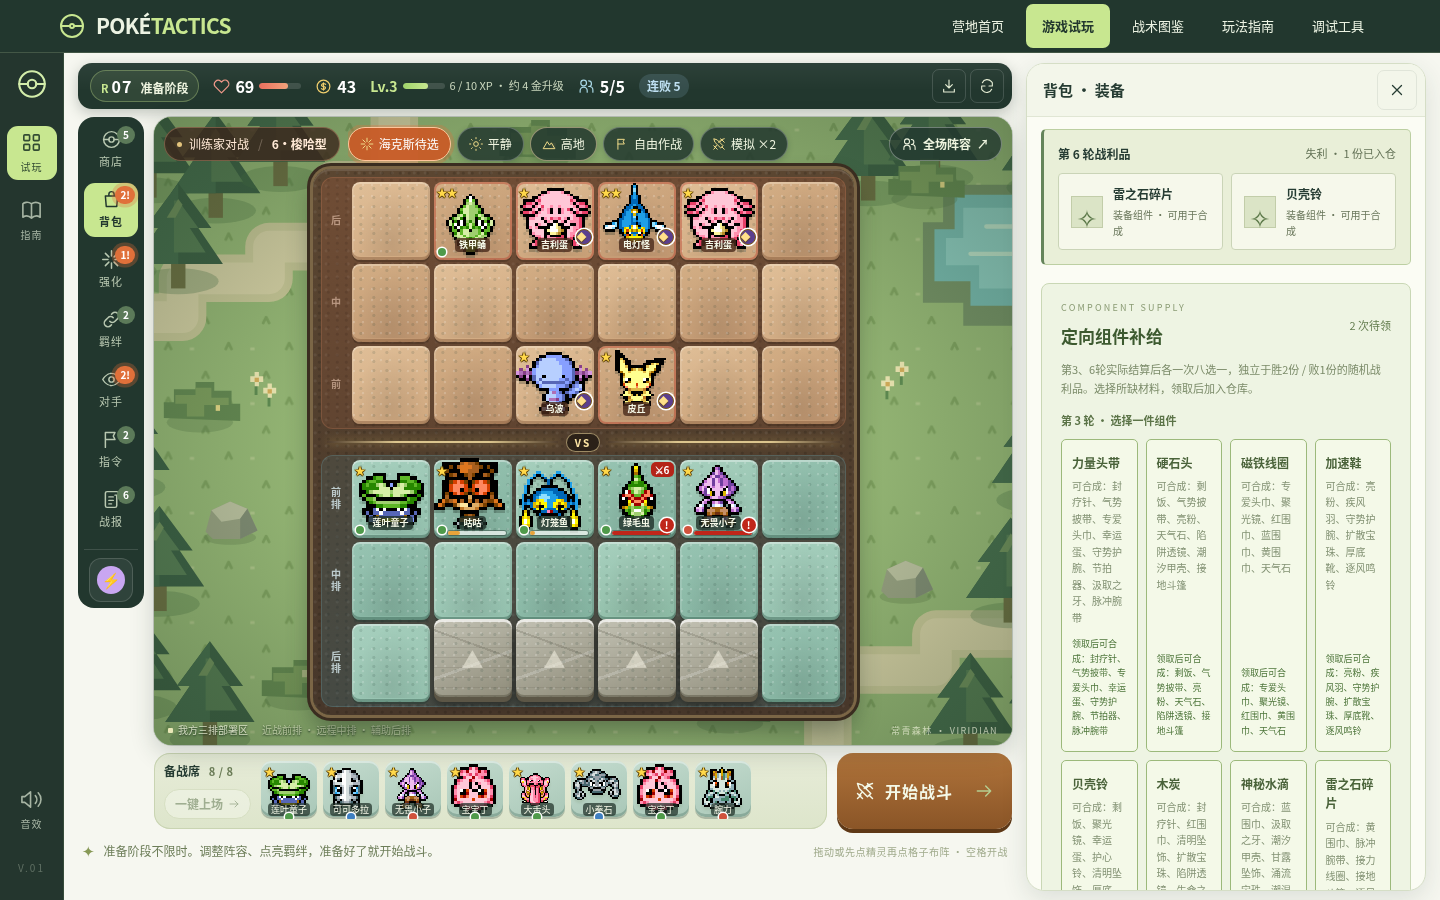 POKÉTACTICS
营地首页
游戏试玩
战术图鉴
玩法指南
调试工具
试玩
指南
音效
V.01
R 07 准备阶段
69
43
Lv.3
6 / 10 XP · 约 4 金升级
5/5
连败 5
商店
5
背包
2!
强化
1!
羁绊
2
对手
2!
指令
2
战报
6
训练家对战 / 6·梭哈型
海克斯待选
平静
高地
自由作战
模拟 ×2
全场阵容 ↗
后
铁甲蛹
吉利蛋
电灯怪
吉利蛋
中
前
乌波
皮丘
VS
前排
莲叶童子
咕咕
灯笼鱼
绿毛虫
6
无畏小子
中排
后排
我方三排部署区
近战前排 · 远程中排 · 辅助后排
常青森林 · VIRIDIAN
备战席 8 / 8
一键上场 →
莲叶童子
可可多拉
无畏小子
宝宝丁
大舌头
小拳石
宝宝丁
腕力
开始战斗 →
准备阶段不限时。调整阵容、点亮羁绊，准备好了就开始战斗。
拖动或先点精灵再点格子布阵 · 空格开战
背包 · 装备
第 6 轮战利品
失利 · 1 份已入仓
雷之石碎片
装备组件 · 可用于合
成
贝壳铃
装备组件 · 可用于合
成
COMPONENT SUPPLY
定向组件补给
2 次待领
第3、6轮实际结算后各一次八选一，独立于胜2份 / 败1份的随机战
利品。选择所缺材料，领取后加入仓库。
第 3 轮 · 选择一件组件
力量头带
可合成：封
疗针、气势
披带、专爱
头巾、幸运
蛋、守势护
腕、节拍
器、汲取之
牙、脉冲腕
带
领取后可合
成：封疗针、
气势披带、专
爱头巾、幸运
蛋、守势护
腕、节拍器、
脉冲腕带
硬石头
可合成：剩
饭、气势披
带、亮粉、
天气石、陷
阱透镜、潮
汐甲壳、接
地斗篷
领取后可合
成：剩饭、气
势披带、亮
粉、天气石、
陷阱透镜、接
地斗篷
磁铁线圈
可合成：专
爱头巾、聚
光镜、红围
巾、蓝围
巾、黄围
巾、天气石
领取后可合
成：专爱头
巾、聚光镜、
红围巾、黄围
巾、天气石
加速鞋
可合成：亮
粉、疾风
羽、守势护
腕、扩散宝
珠、厚底
靴、逐风鸣
铃
领取后可合
成：亮粉、疾
风羽、守势护
腕、扩散宝
珠、厚底靴、
逐风鸣铃
贝壳铃
可合成：剩
饭、聚光
镜、幸运
蛋、护心
铃、清明坠
木炭
可合成：封
疗针、红围
巾、清明坠
饰、扩散宝
珠、陷阱透
神秘水滴
可合成：蓝
围巾、汲取
之牙、潮汐
甲壳、甘露
坠饰、涌流
雷之石碎
片
可合成：黄
围巾、脉冲
腕带、接力
线圈、接地